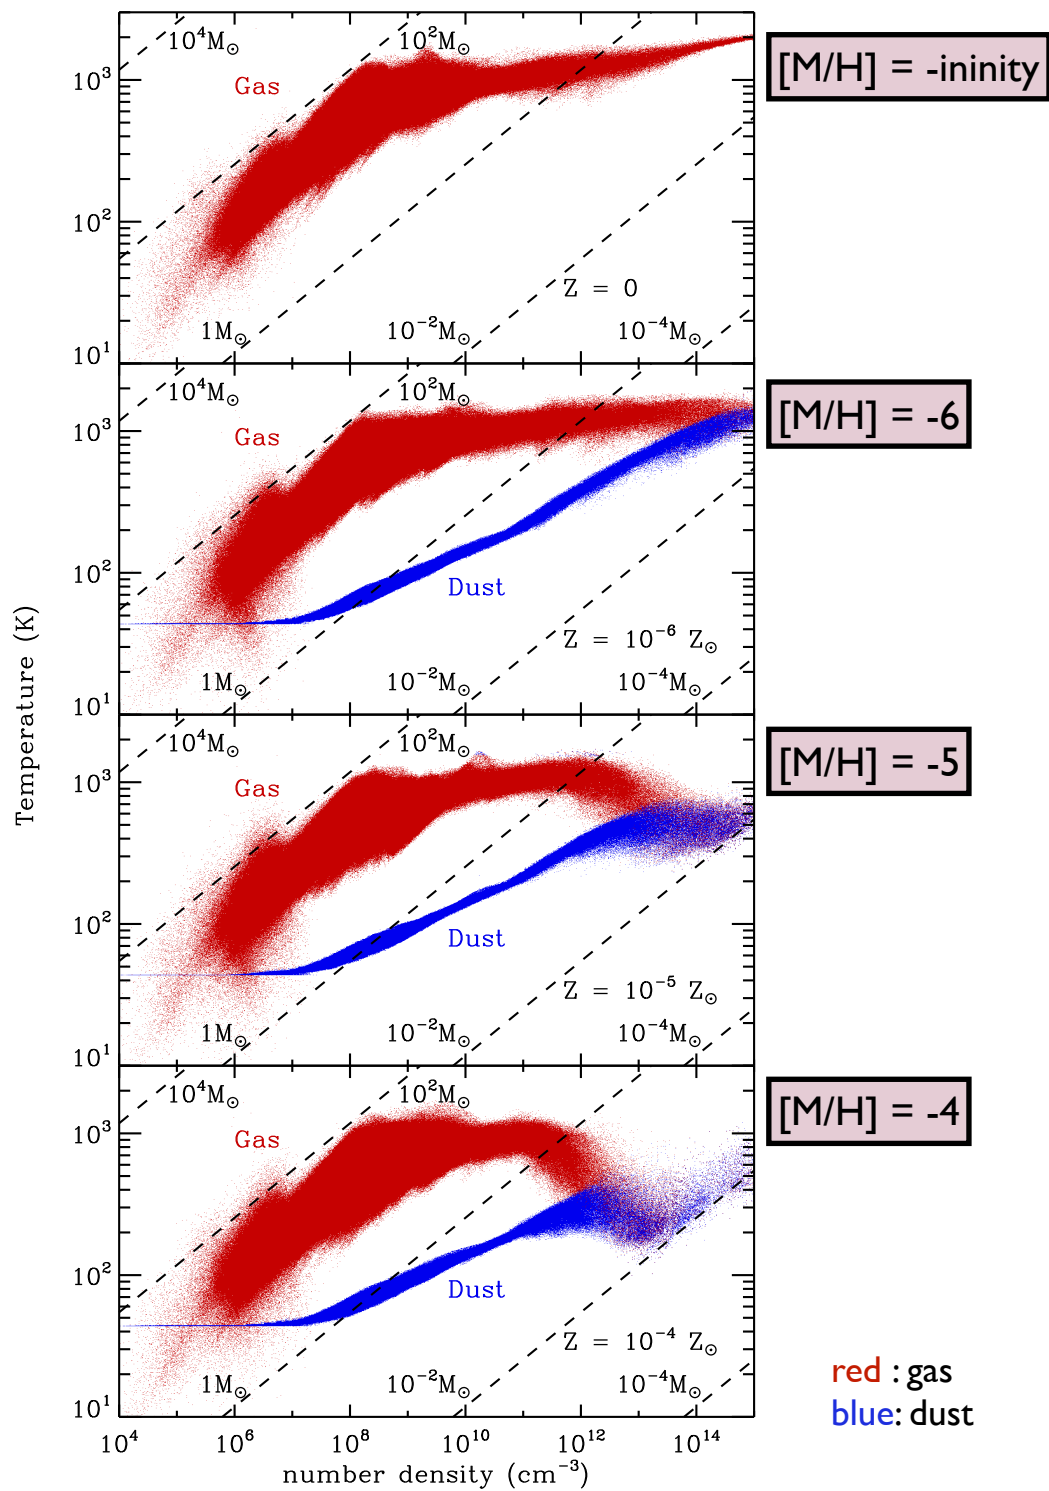 10⁴M☉ 10²M☉
10³
Gas
10²
Z = 0
1M☉ 10⁻²M☉ 10⁻⁴M☉
10¹
[M/H] = -ininity
10⁴M☉ 10²M☉
10³
Gas
10²
Dust
Z = 10⁻⁶ Z☉
1M☉ 10⁻²M☉ 10⁻⁴M☉
10¹
[M/H] = -6
Temperature (K)
10⁴M☉ 10²M☉
10³
Gas
10²
Dust
Z = 10⁻⁵ Z☉
1M☉ 10⁻²M☉ 10⁻⁴M☉
10¹
[M/H] = -5
10⁴M☉ 10²M☉
10³
Gas
10²
Dust
Z = 10⁻⁴ Z☉
1M☉ 10⁻²M☉ 10⁻⁴M☉
10¹
[M/H] = -4
red : gas
blue: dust
10⁴ 10⁶ 10⁸ 10¹⁰ 10¹² 10¹⁴
number density (cm⁻³)